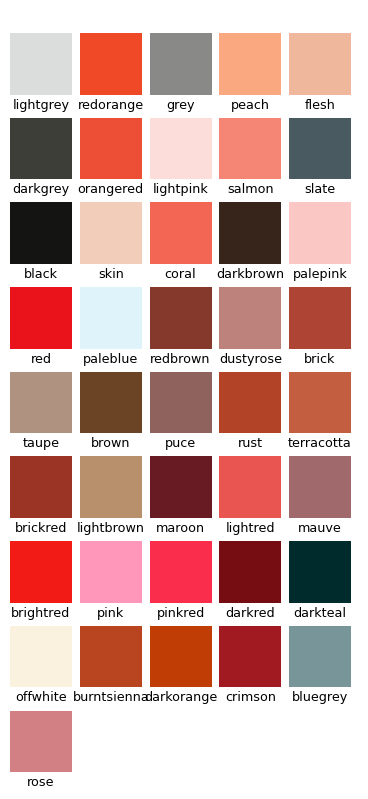 lightgrey redorange grey peach flesh
darkgrey orangered lightpink salmon slate
black skin coral darkbrown palepink
red paleblue redbrown dustyrose brick
taupe brown puce rust terracotta
brickred lightbrown maroon lightred mauve
brightred pink pinkred darkred darkteal
offwhite burntsienna darkorange crimson bluegrey
rose